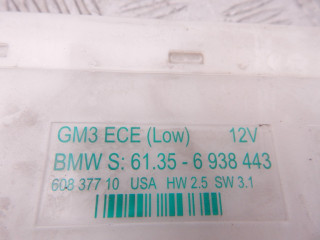 GM3 ECE (Low) 12V
BMW S: 61.35 - 6 938 443
608 377 10 USA HW 2.5 SW 3.1